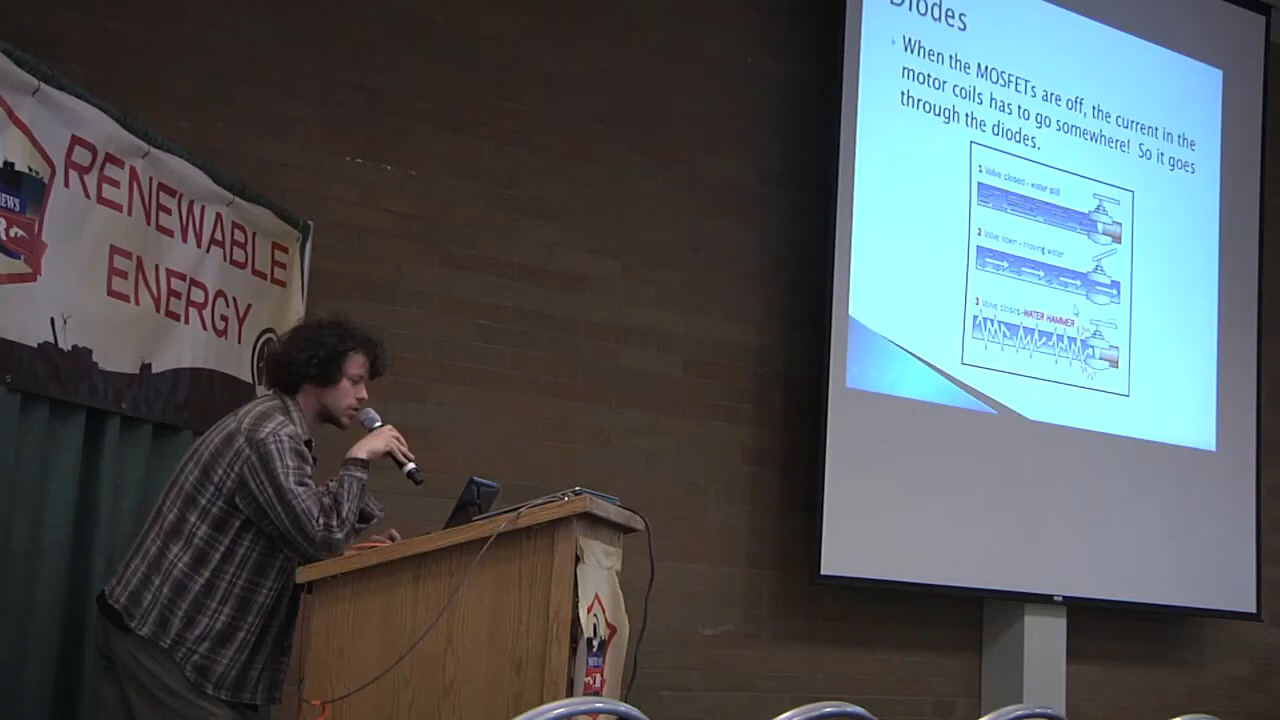 NEWS
R
RENEWABLE
ENERGY
Diodes
When the MOSFETs are off, the current in the
motor coils has to go somewhere! So it goes
through the diodes.
1 Valve closed - water still
2 Valve open - moving water
3 Valve closes-WATER HAMMER